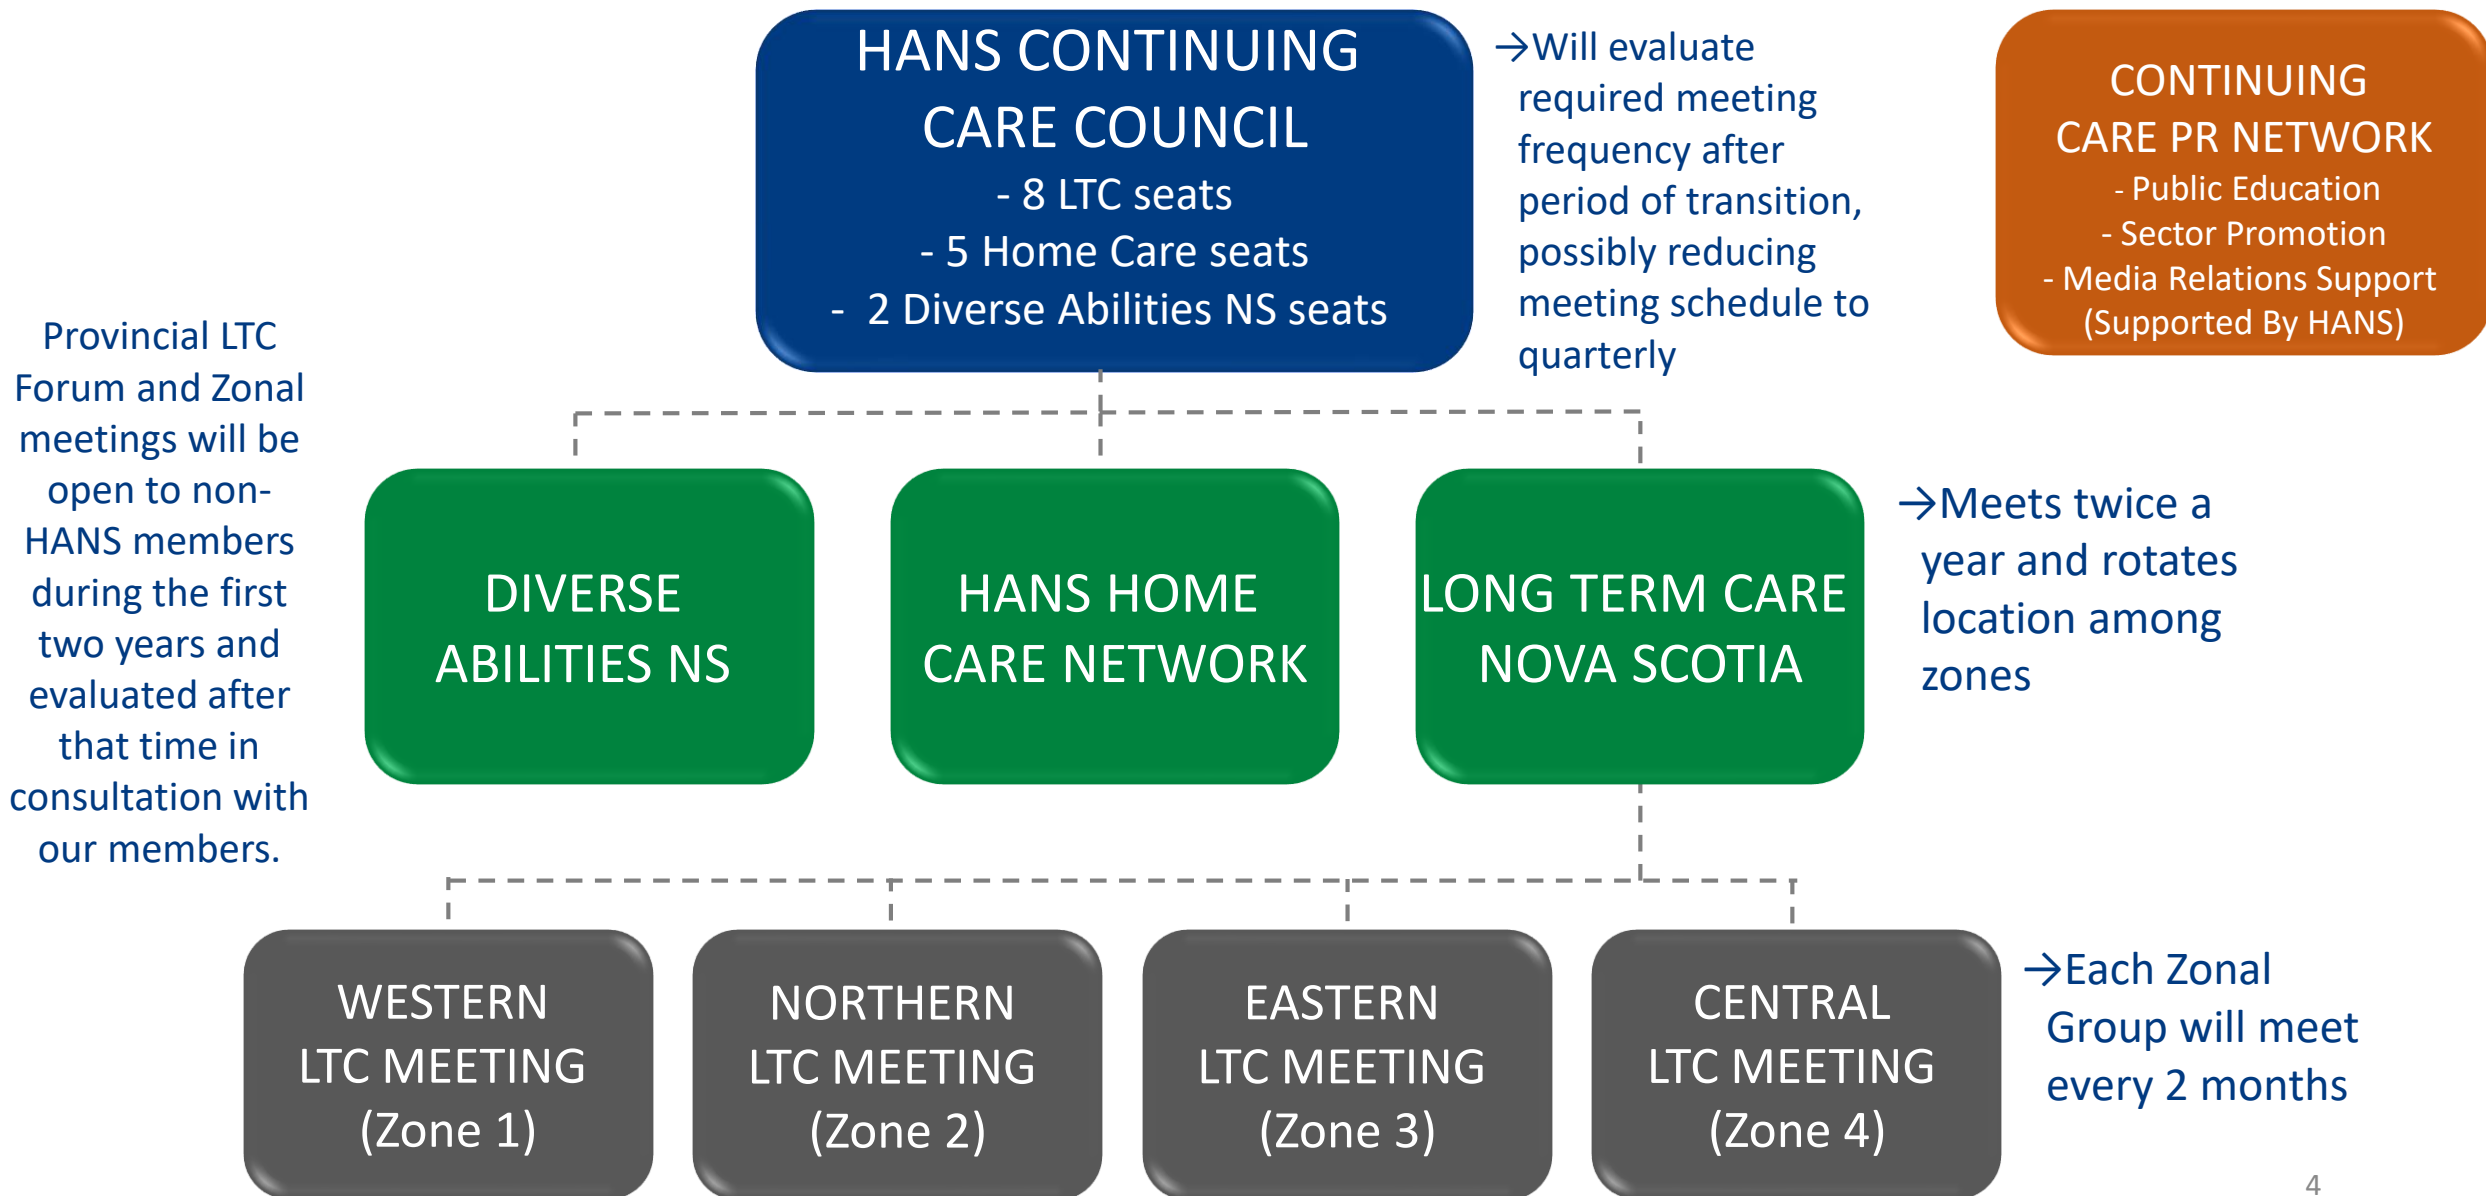 HANS CONTINUING
CARE COUNCIL
- 8 LTC seats
- 5 Home Care seats
- 2 Diverse Abilities NS seats
→Will evaluate
required meeting
frequency after
period of transition,
possibly reducing
meeting schedule to
quarterly
CONTINUING
CARE PR NETWORK
- Public Education
- Sector Promotion
- Media Relations Support
(Supported By HANS)
Provincial LTC
Forum and Zonal
meetings will be
open to non-
HANS members
during the first
two years and
evaluated after
that time in
consultation with
our members.
DIVERSE
ABILITIES NS
HANS HOME
CARE NETWORK
LONG TERM CARE
NOVA SCOTIA
→Meets twice a
year and rotates
location among
zones
WESTERN
LTC MEETING
(Zone 1)
NORTHERN
LTC MEETING
(Zone 2)
EASTERN
LTC MEETING
(Zone 3)
CENTRAL
LTC MEETING
(Zone 4)
→Each Zonal
Group will meet
every 2 months
4